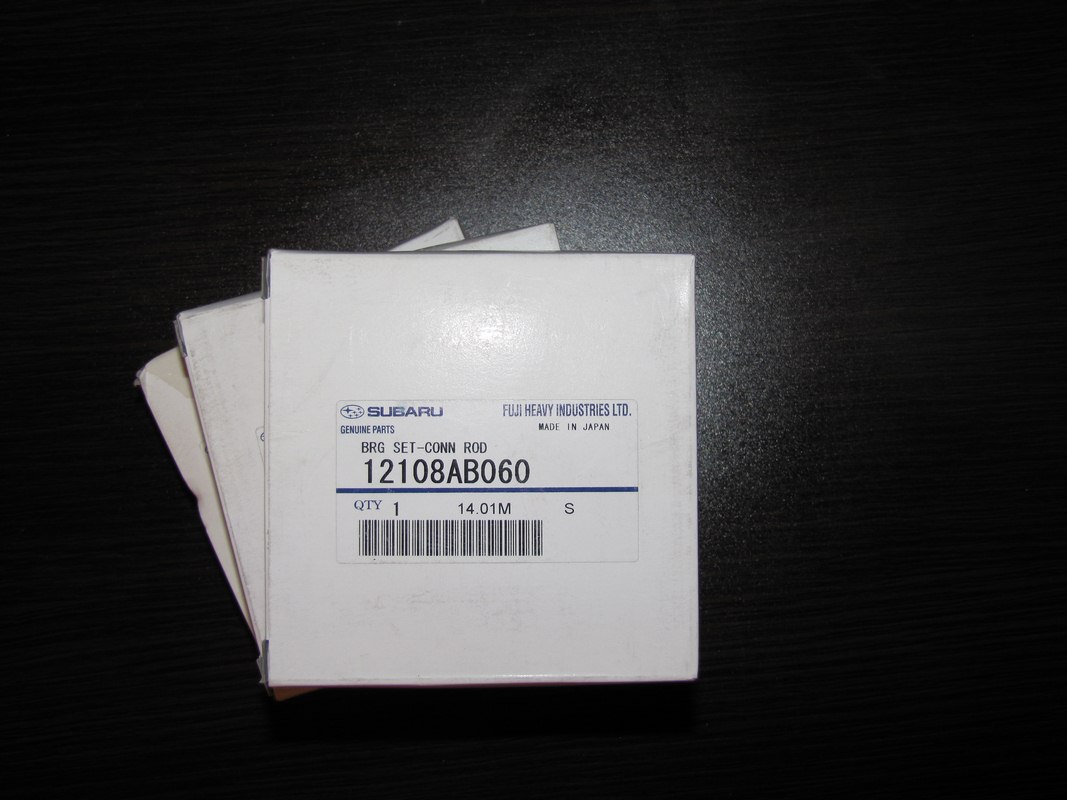 SUBARU FUJI HEAVY INDUSTRIES LTD.
GENUINE PARTS MADE IN JAPAN
BRG SET-CONN ROD
12108AB060
QTY 1 14.01M S